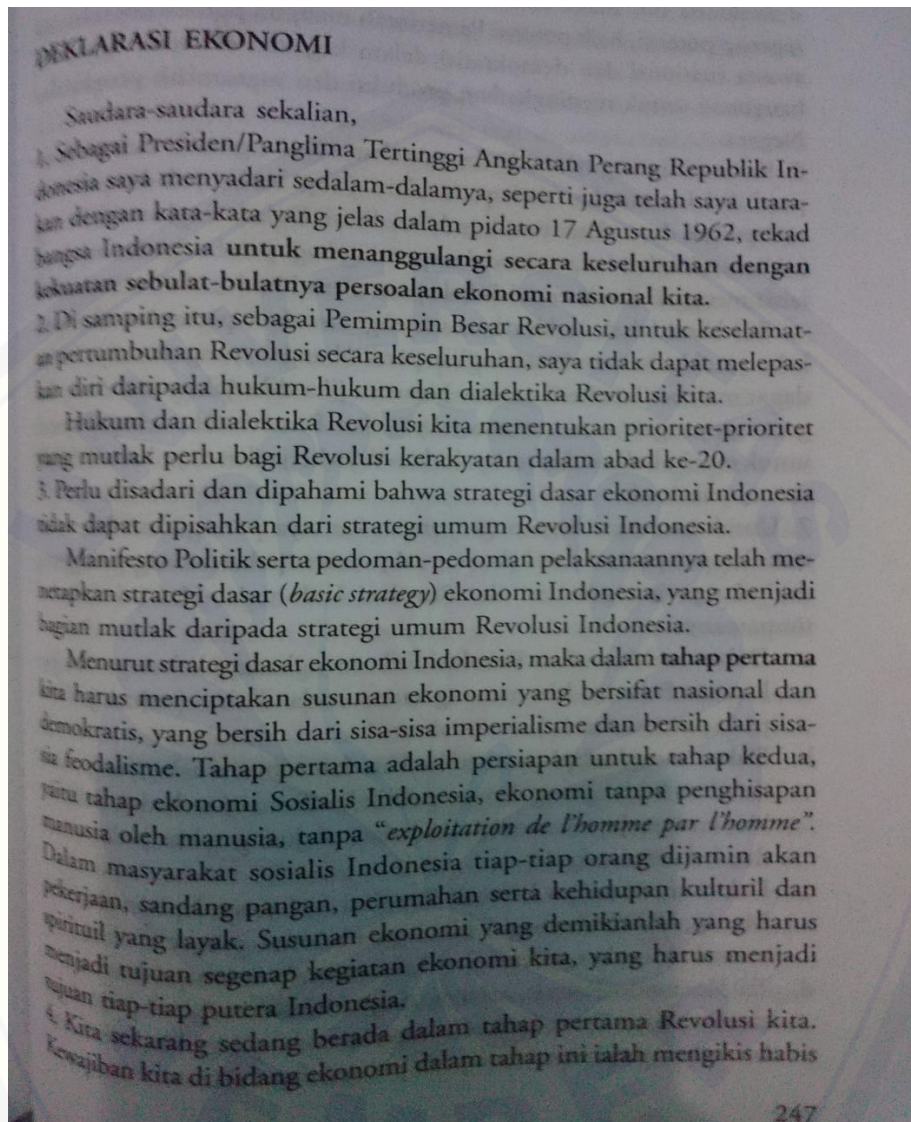 DEKLARASI EKONOMI
Saudara-saudara sekalian,
1. Sebagai Presiden/Panglima Tertinggi Angkatan Perang Republik In-
donesia saya menyadari sedalam-dalamya, seperti juga telah saya utara-
kan dengan kata-kata yang jelas dalam pidato 17 Agustus 1962, tekad
bangsa Indonesia untuk menanggulangi secara keseluruhan dengan
kekuatan sebulat-bulatnya persoalan ekonomi nasional kita.
2. Di samping itu, sebagai Pemimpin Besar Revolusi, untuk keselamat-
an pertumbuhan Revolusi secara keseluruhan, saya tidak dapat melepas-
kan diri daripada hukum-hukum dan dialektika Revolusi kita.
Hukum dan dialektika Revolusi kita menentukan prioritet-prioritet
yang mutlak perlu bagi Revolusi kerakyatan dalam abad ke-20.
3. Perlu disadari dan dipahami bahwa strategi dasar ekonomi Indonesia
tidak dapat dipisahkan dari strategi umum Revolusi Indonesia.
Manifesto Politik serta pedoman-pedoman pelaksanaannya telah me-
netapkan strategi dasar (basic strategy) ekonomi Indonesia, yang menjadi
bagian mutlak daripada strategi umum Revolusi Indonesia.
Menurut strategi dasar ekonomi Indonesia, maka dalam tahap pertama
kita harus menciptakan susunan ekonomi yang bersifat nasional dan
demokratis, yang bersih dari sisa-sisa imperialisme dan bersih dari sisa-
sia feodalisme. Tahap pertama adalah persiapan untuk tahap kedua,
yaitu tahap ekonomi Sosialis Indonesia, ekonomi tanpa penghisapan
manusia oleh manusia, tanpa “exploitation de l’homme par l’homme”.
Dalam masyarakat sosialis Indonesia tiap-tiap orang dijamin akan
pekerjaan, sandang pangan, perumahan serta kehidupan kulturil dan
spirituil yang layak. Susunan ekonomi yang demikianlah yang harus
menjadi tujuan segenap kegiatan ekonomi kita, yang harus menjadi
tujuan tiap-tiap putera Indonesia.
4. Kita sekarang sedang berada dalam tahap pertama Revolusi kita.
Kewajiban kita di bidang ekonomi dalam tahap ini ialah mengikis habis
247